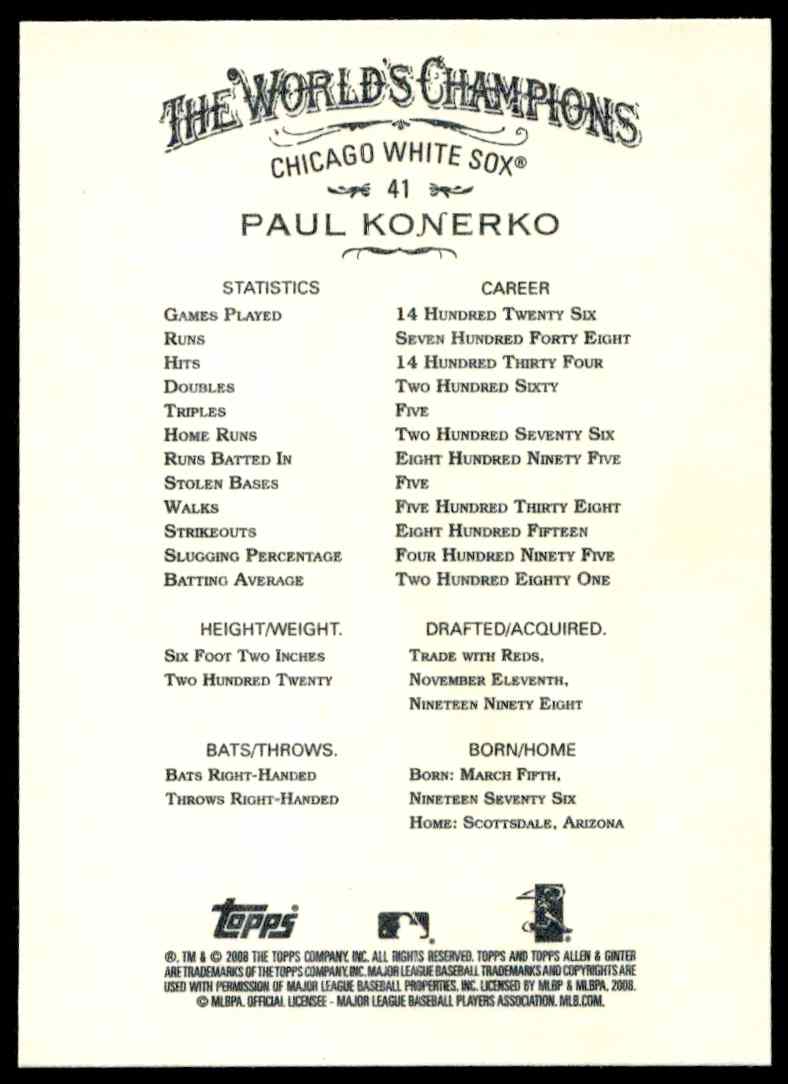 THE WORLD'S CHAMPIONS
CHICAGO WHITE SOX®
41
PAUL KONERKO
STATISTICS CAREER
GAMES PLAYED 14 HUNDRED TWENTY SIX
RUNS SEVEN HUNDRED FORTY EIGHT
HITS 14 HUNDRED THIRTY FOUR
DOUBLES TWO HUNDRED SIXTY
TRIPLES FIVE
HOME RUNS TWO HUNDRED SEVENTY SIX
RUNS BATTED IN EIGHT HUNDRED NINETY FIVE
STOLEN BASES FIVE
WALKS FIVE HUNDRED THIRTY EIGHT
STRIKEOUTS EIGHT HUNDRED FIFTEEN
SLUGGING PERCENTAGE FOUR HUNDRED NINETY FIVE
BATTING AVERAGE TWO HUNDRED EIGHTY ONE
HEIGHT/WEIGHT.
SIX FOOT TWO INCHES
TWO HUNDRED TWENTY
DRAFTED/ACQUIRED.
TRADE WITH REDS,
NOVEMBER ELEVENTH,
NINETEEN NINETY EIGHT
BATS/THROWS.
BATS RIGHT-HANDED
THROWS RIGHT-HANDED
BORN/HOME
BORN: MARCH FIFTH,
NINETEEN SEVENTY SIX
HOME: SCOTTSDALE, ARIZONA
Topps
®, TM & © 2008 THE TOPPS COMPANY, INC. ALL RIGHTS RESERVED. TOPPS AND TOPPS ALLEN & GINTER
ARE TRADEMARKS OF THE TOPPS COMPANY, INC. MAJOR LEAGUE BASEBALL TRADEMARKS AND COPYRIGHTS ARE
USED WITH PERMISSION OF MAJOR LEAGUE BASEBALL PROPERTIES, INC. LICENSED BY MLBP & MLBPA, 2008.
© MLBPA. OFFICIAL LICENSEE - MAJOR LEAGUE BASEBALL PLAYERS ASSOCIATION. MLB.COM.